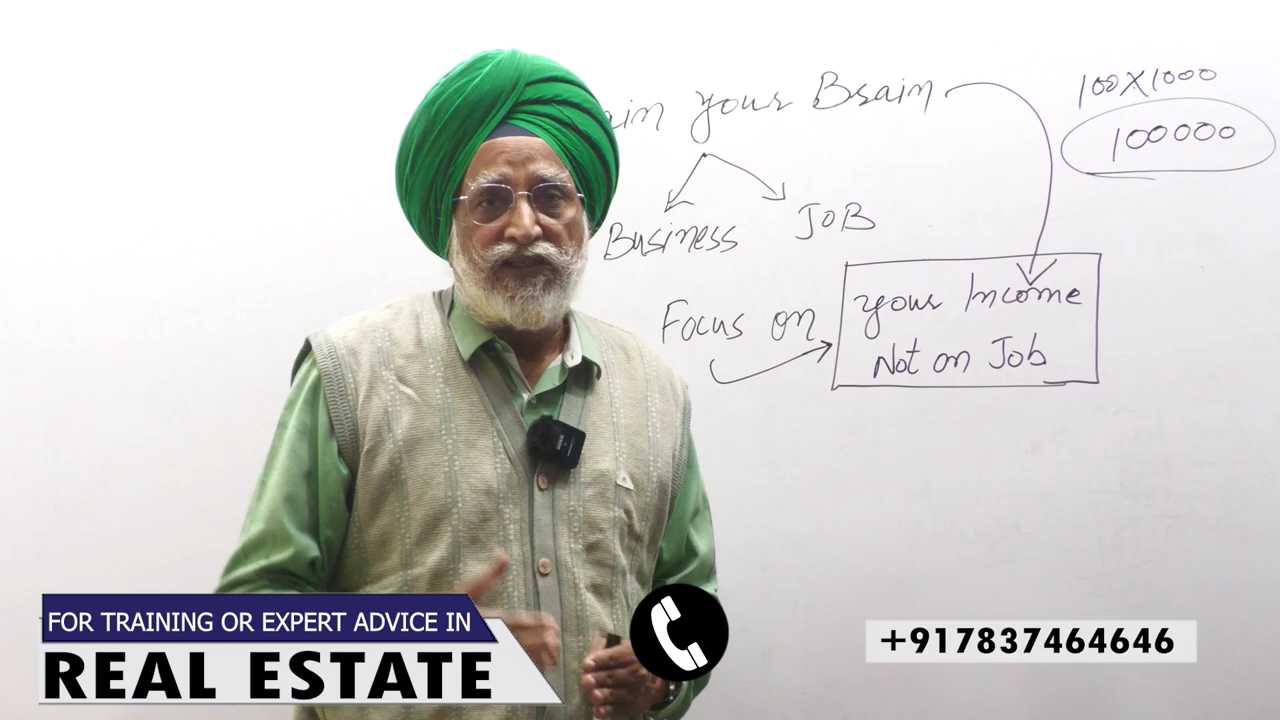 ain your Brain
100X1000
100000
Business
JOB
Focus on
your Income
Not on Job
FOR TRAINING OR EXPERT ADVICE IN
REAL ESTATE
+917837464646